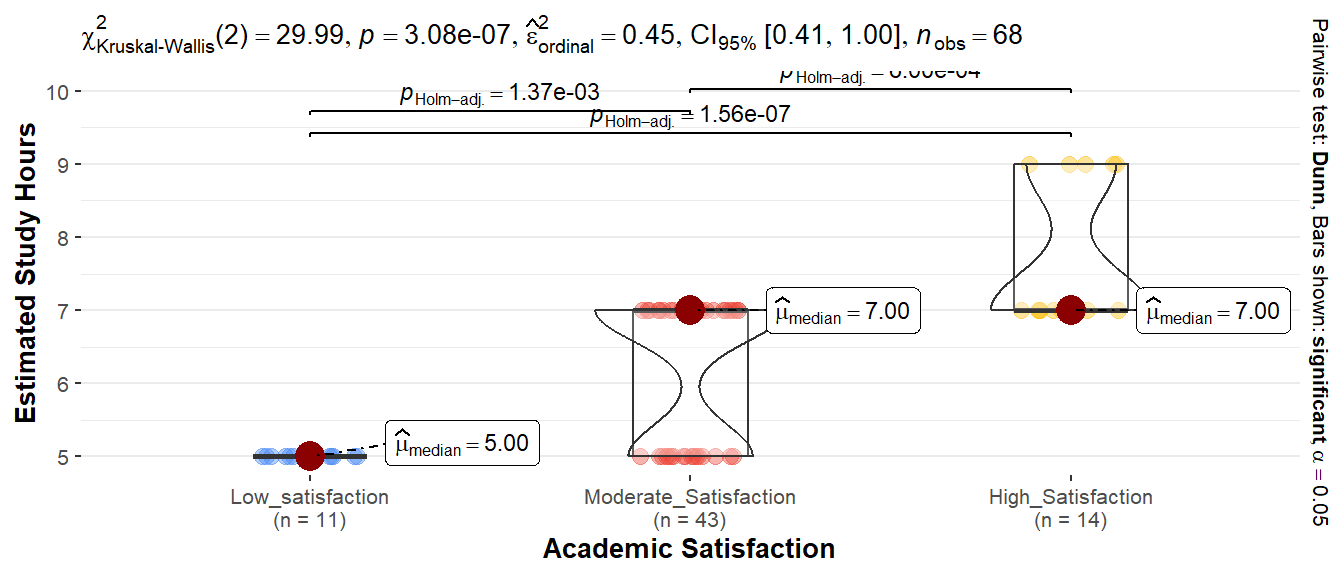 χ²Kruskal-Wallis(2) = 29.99, p = 3.08e-07, ε̂²ordinal = 0.45, CI95% [0.41, 1.00], nobs = 68
Pairwise test: Dunn, Bars shown: significant, α = 0.05
Estimated Study Hours
10
9
8
7
6
5
pHolm−adj. =
pHolm−adj. = 1.37e-03
pHolm−adj. = 1.56e-07
μ̂median = 7.00
μ̂median = 7.00
μ̂median = 5.00
Low_satisfaction
(n = 11)
Moderate_Satisfaction
(n = 43)
High_Satisfaction
(n = 14)
Academic Satisfaction